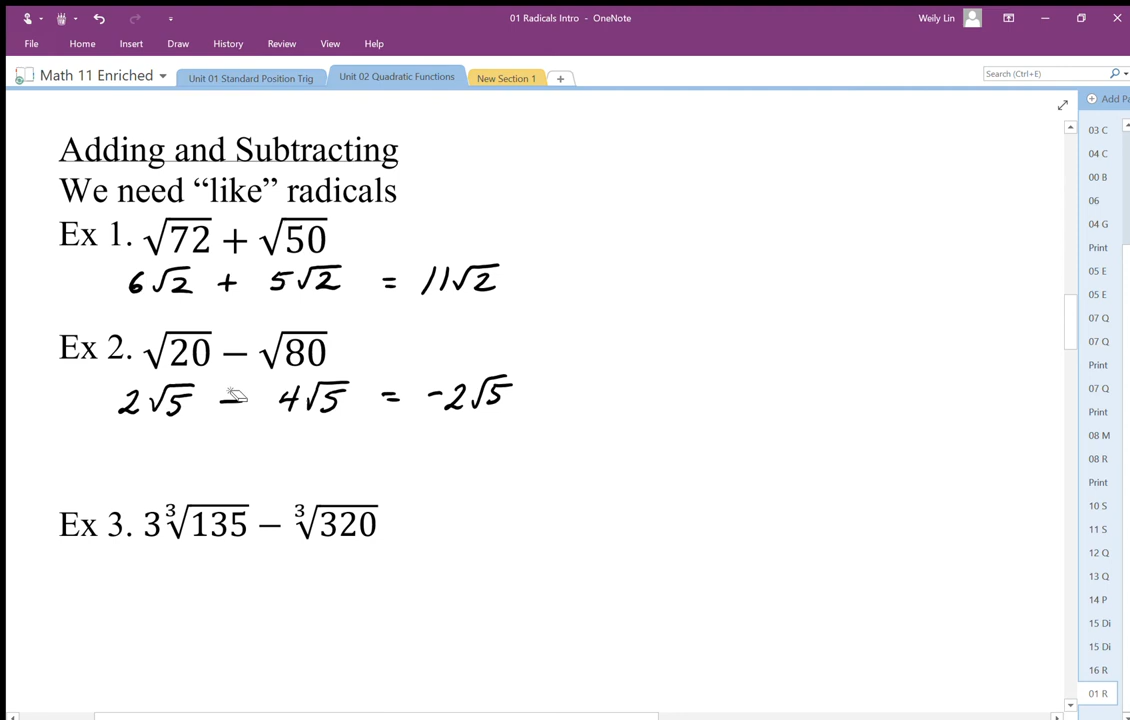 01 Radicals Intro - OneNote
Weily Lin
File Home Insert Draw History Review View Help
Math 11 Enriched
Unit 01 Standard Position Trig
Unit 02 Quadratic Functions
New Section 1
Search (Ctrl+E)
Add Pa
Adding and Subtracting
We need “like” radicals
Ex 1. √72 + √50
6√2 + 5√2 = 11√2
Ex 2. √20 − √80
2√5 − 4√5 = -2√5
Ex 3. 3∛135 − ∛320
03 C
04 C
00 B
06
04 G
Print
05 E
05 E
07 Q
07 Q
Print
07 Q
Print
08 M
08 R
Print
10 S
11 S
12 Q
13 Q
14 P
15 Di
15 Di
16 R
01 R